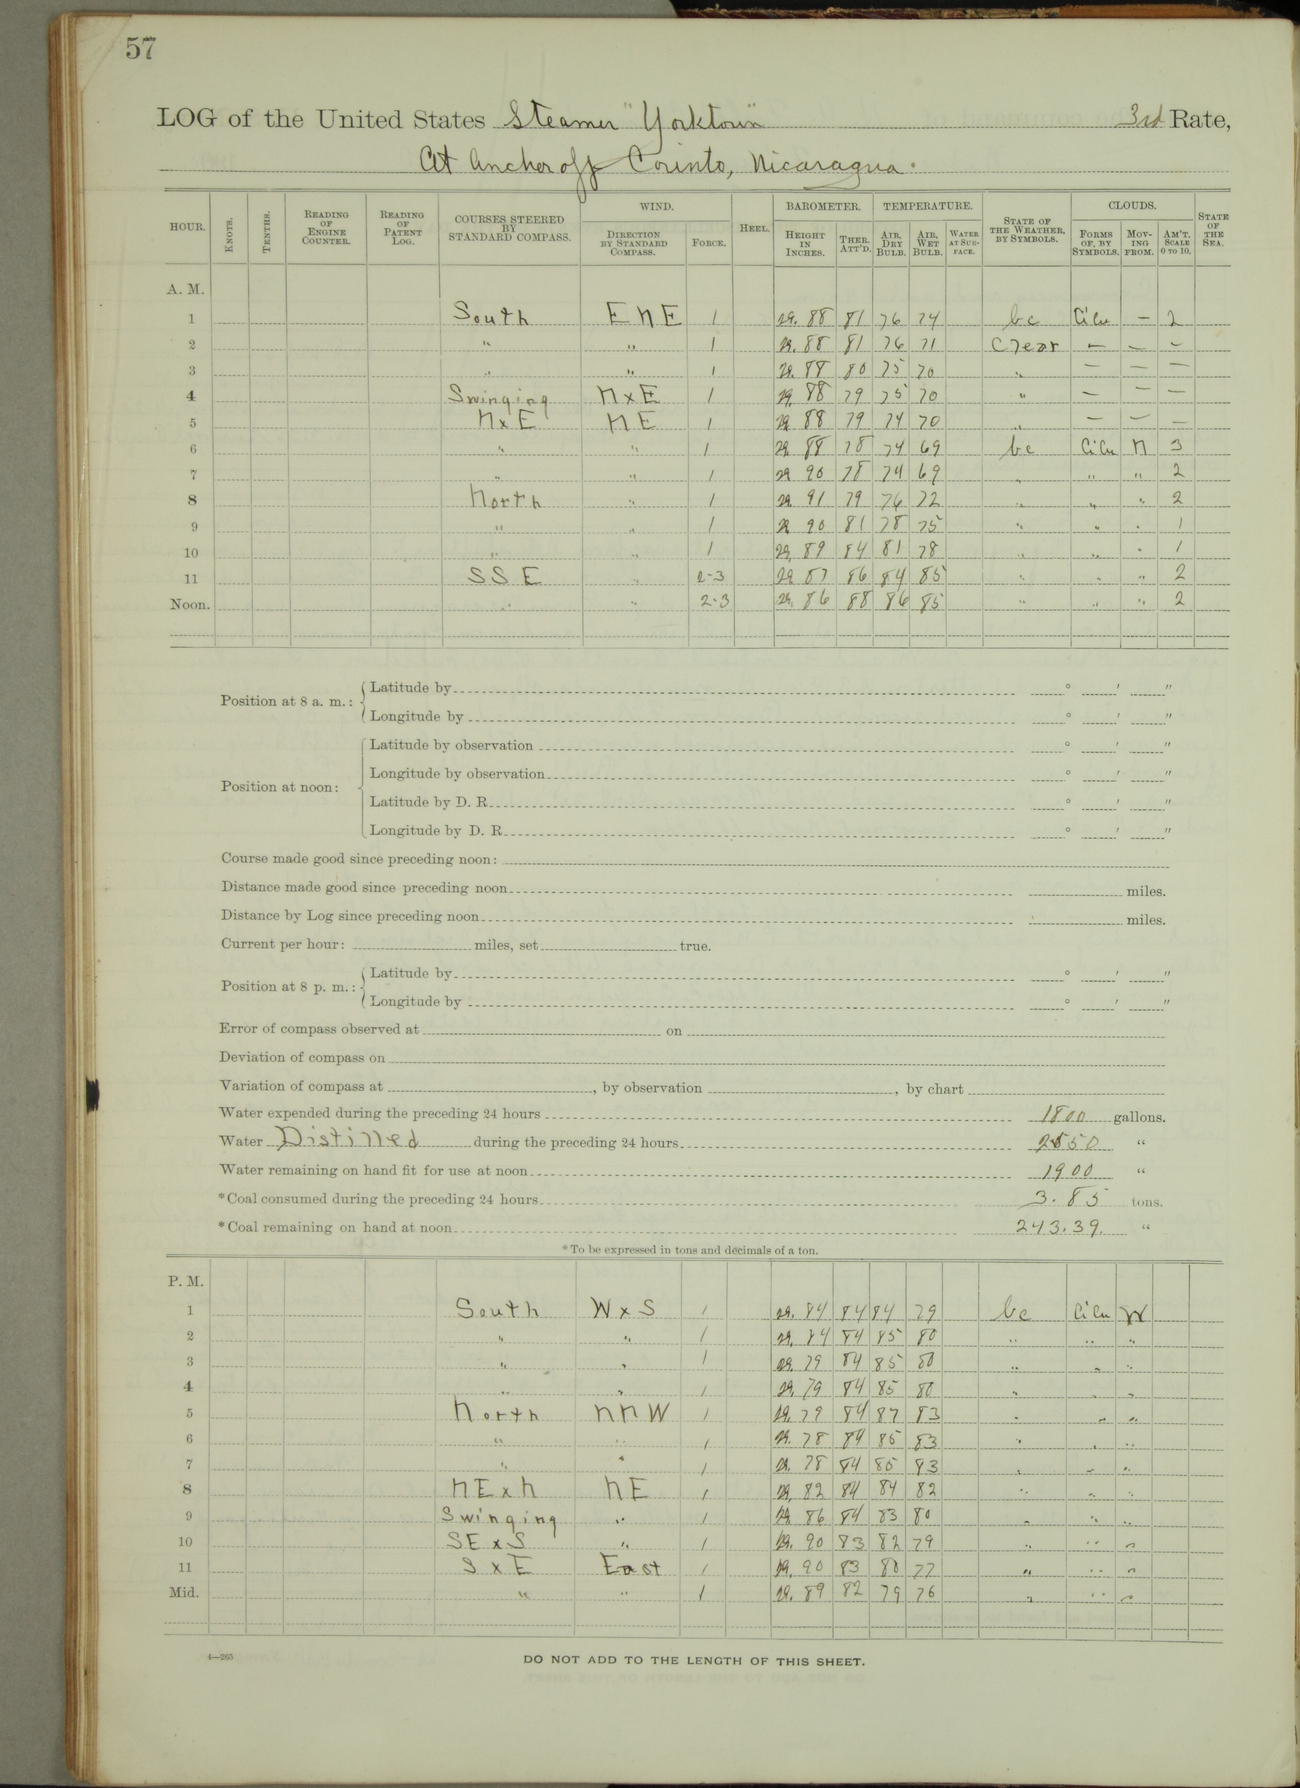 57
LOG of the United States Steamer "Yorktown" 3rd Rate,
At Anchor off Corinto, Nicaragua.
HOUR. KNOTS. TENTHS. READING OF ENGINE COUNTER. READING OF PATENT LOG. COURSES STEERED BY STANDARD COMPASS. WIND. DIRECTION BY STANDARD COMPASS. FORCE. HEEL. BAROMETER. HEIGHT IN INCHES. THER. ATT'D. TEMPERATURE. AIR, DRY BULB. AIR, WET BULB. WATER AT SURFACE. STATE OF THE WEATHER, BY SYMBOLS. CLOUDS. FORMS OF, BY SYMBOLS. MOVING FROM. AM'T. SCALE 0 TO 10. STATE OF THE SEA.
A. M.
1 South ENE 1 29.88 81 76 74 bc Cicu — 2
2 " " 1 29.88 81 76 71 Clear — — —
3 " " 1 29.88 80 75 70 " — — —
4 Swinging NxE 1 29.88 79 75 70 " — — —
5 NxE NE 1 29 88 79 74 70 " — — —
6 " " 1 29 88 78 74 69 bc Cicu N 3
7 " " 1 29 90 78 74 69 " " " 2
8 North " 1 29 91 79 76 72 " " " 2
9 " " 1 29 90 81 78 75 " " " 1
10 " " 1 29. 89 84 81 78 " " " 1
11 SSE " 2-3 29 87 86 84 85 " " " 2
Noon. " " 2-3 29. 86 88 86 85 " " " 2
Position at 8 a. m.: Latitude by ° ' "
Longitude by ° ' "
Position at noon: Latitude by observation ° ' "
Longitude by observation ° ' "
Latitude by D. R. ° ' "
Longitude by D. R. ° ' "
Course made good since preceding noon:
Distance made good since preceding noon miles.
Distance by Log since preceding noon miles.
Current per hour: miles, set true.
Position at 8 p. m.: Latitude by ° ' "
Longitude by ° ' "
Error of compass observed at on
Deviation of compass on
Variation of compass at , by observation , by chart
Water expended during the preceding 24 hours 1800 gallons.
Water Distilled during the preceding 24 hours 2550 "
Water remaining on hand fit for use at noon 1900 "
*Coal consumed during the preceding 24 hours 3.85 tons.
*Coal remaining on hand at noon 243.39. "
*To be expressed in tons and decimals of a ton.
P. M.
1 South WxS 1 29. 84 84 84 79 bc Cicu W
2 " " 1 29. 84 84 85 80 " " "
3 " " 1 29. 79 84 85 80 " " "
4 " " 1 29. 79 84 85 80 " " "
5 North NNW 1 29. 79 84 87 83 " " "
6 " " 1 29. 78 84 85 83 " " "
7 " " 1 29. 78 84 85 83 " " "
8 NExN NE 1 29. 82 84 84 82 " " "
9 Swinging " 1 29. 86 84 83 80 " " "
10 SExS " 1 29. 90 83 82 79 " " "
11 SxE East 1 29. 90 83 80 77 " " "
Mid. " " 1 29. 89 82 79 76 " " "
4—265
DO NOT ADD TO THE LENGTH OF THIS SHEET.